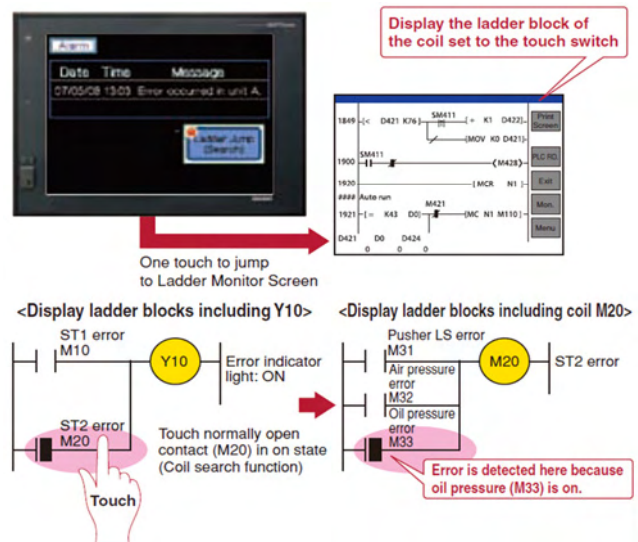 Display the ladder block of
the coil set to the touch switch
Alarm
Date Time Message
07/05/08 13:03 Error occurred in unit A.
Ladder Jump
(Search)
1849 [< D421 K76] SM411 [+ K1 D422]
[MOV K0 D421]
Print
Screen
1900 SM411 (M428)
PLC RD.
1920 [MCR N1 ]
Exit
#### Auto run
1921 [= K43 D0] M421 [MC N1 M110 ]
Mon.
Menu
D421 D0 D424
0 0 0
One touch to jump
to Ladder Monitor Screen
<Display ladder blocks including Y10>
ST1 error
M10
Y10
Error indicator
light: ON
ST2 error
M20
Touch
Touch normally open
contact (M20) in on state
(Coil search function)
<Display ladder blocks including coil M20>
Pusher LS error
M31
M20
ST2 error
Air pressure
error
M32
Oil pressure
error
M33
Error is detected here because
oil pressure (M33) is on.